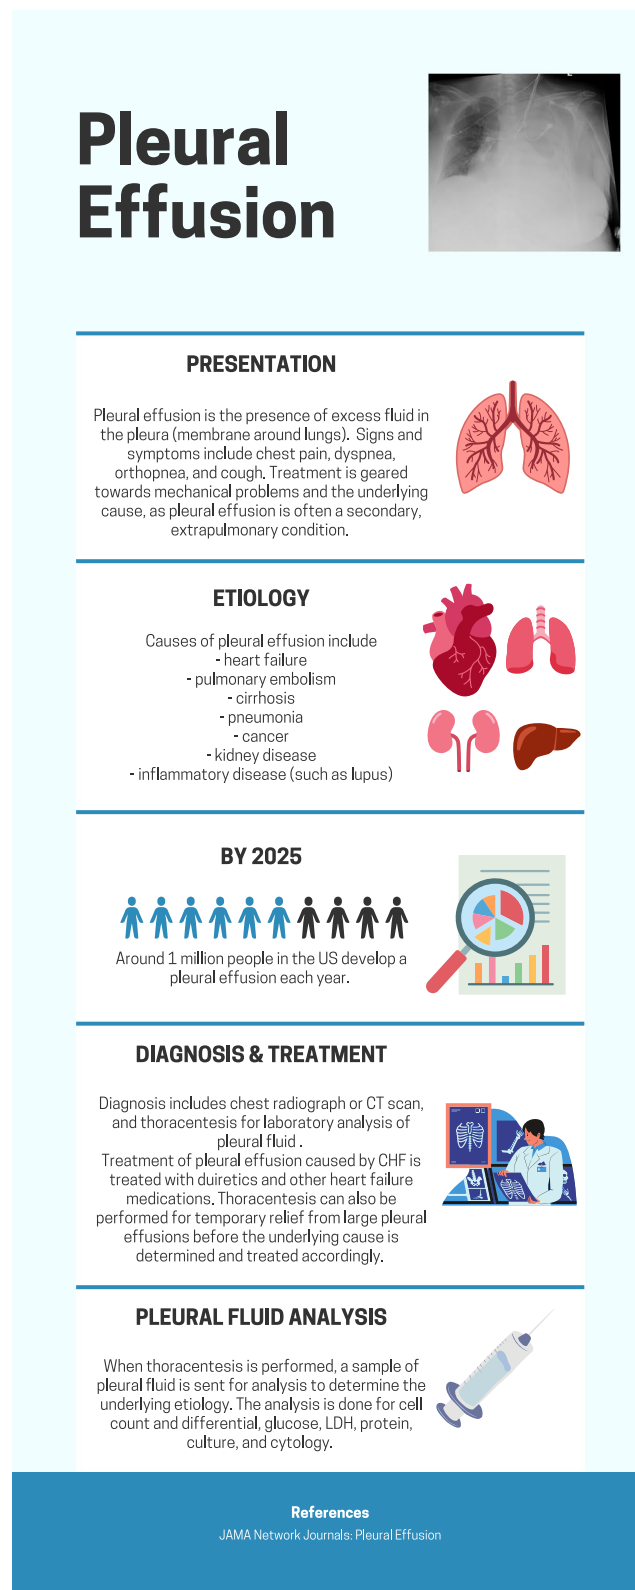 Pleural
Effusion
PRESENTATION
Pleural effusion is the presence of excess fluid in
the pleura (membrane around lungs).  Signs and
symptoms include chest pain, dyspnea,
orthopnea, and cough. Treatment is geared
towards mechanical problems and the underlying
cause, as pleural effusion is often a secondary,
extrapulmonary condition.
ETIOLOGY
Causes of pleural effusion include
- heart failure
- pulmonary embolism
- cirrhosis
- pneumonia
- cancer
- kidney disease
- inflammatory disease (such as lupus)
BY 2025
Around 1 million people in the US develop a
pleural effusion each year.
DIAGNOSIS & TREATMENT
Diagnosis includes chest radiograph or CT scan,
and thoracentesis for laboratory analysis of
pleural fluid .
Treatment of pleural effusion caused by CHF is
treated with duiretics and other heart failure
medications. Thoracentesis can also be
performed for temporary relief from large pleural
effusions before the underlying cause is
determined and treated accordingly.
PLEURAL FLUID ANALYSIS
When thoracentesis is performed, a sample of
pleural fluid is sent for analysis to determine the
underlying etiology. The analysis is done for cell
count and differential, glucose, LDH, protein,
culture, and cytology.
References
JAMA Network Journals: Pleural Effusion